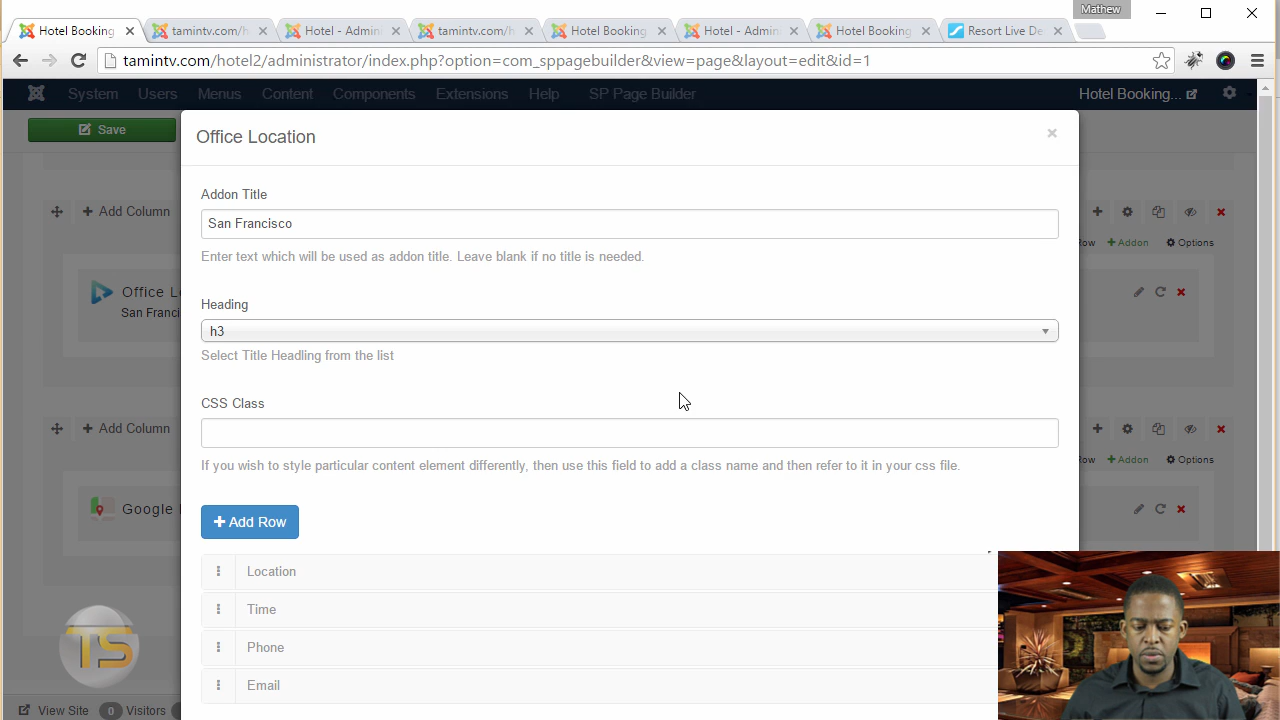 Mathew
Hotel Booking
tamintv.com/
Hotel - Admi
tamintv.com/h
Hotel Booking
Hotel - Admin
Hotel Booking
Resort Live De
tamintv.com/hotel2/administrator/index.php?option=com_sppagebuilder&view=page&layout=edit&id=1
System Users Menus Content Components Extensions Help SP Page Builder Hotel Booking...
Save
Office Location
Addon Title
San Francisco
Enter text which will be used as addon title. Leave blank if no title is needed.
Heading
h3
Select Title Headling from the list
CSS Class
If you wish to style particular content element differently, then use this field to add a class name and then refer to it in your css file.
Add Row
Location
Time
Phone
Email
Add Column
Row Addon Options
Office L
San Franci
Add Column
Row Addon Options
Google
TS
View Site 0 Visitors